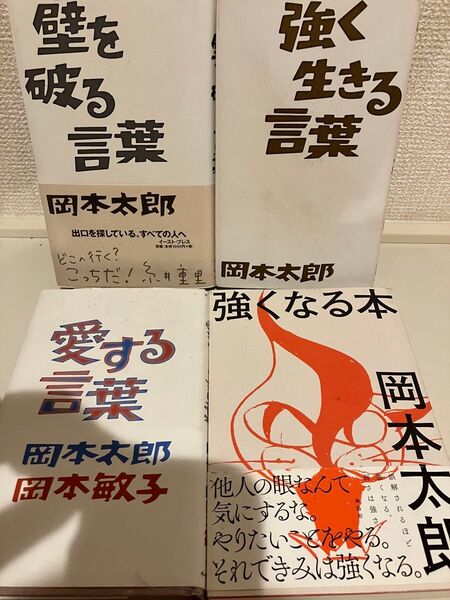 壁を
破る
言葉
岡本太郎
出口を探している、すべての人へ
イースト・プレス
どこへ行く?
こっちだ! 糸井重里
強く
生きる
言葉
岡本太郎
愛する
言葉
岡本太郎
岡本敏子
強くなる本
岡本太郎
他人の眼なんて
気にするな。
やりたいことをやる。
それできみは強くなる。